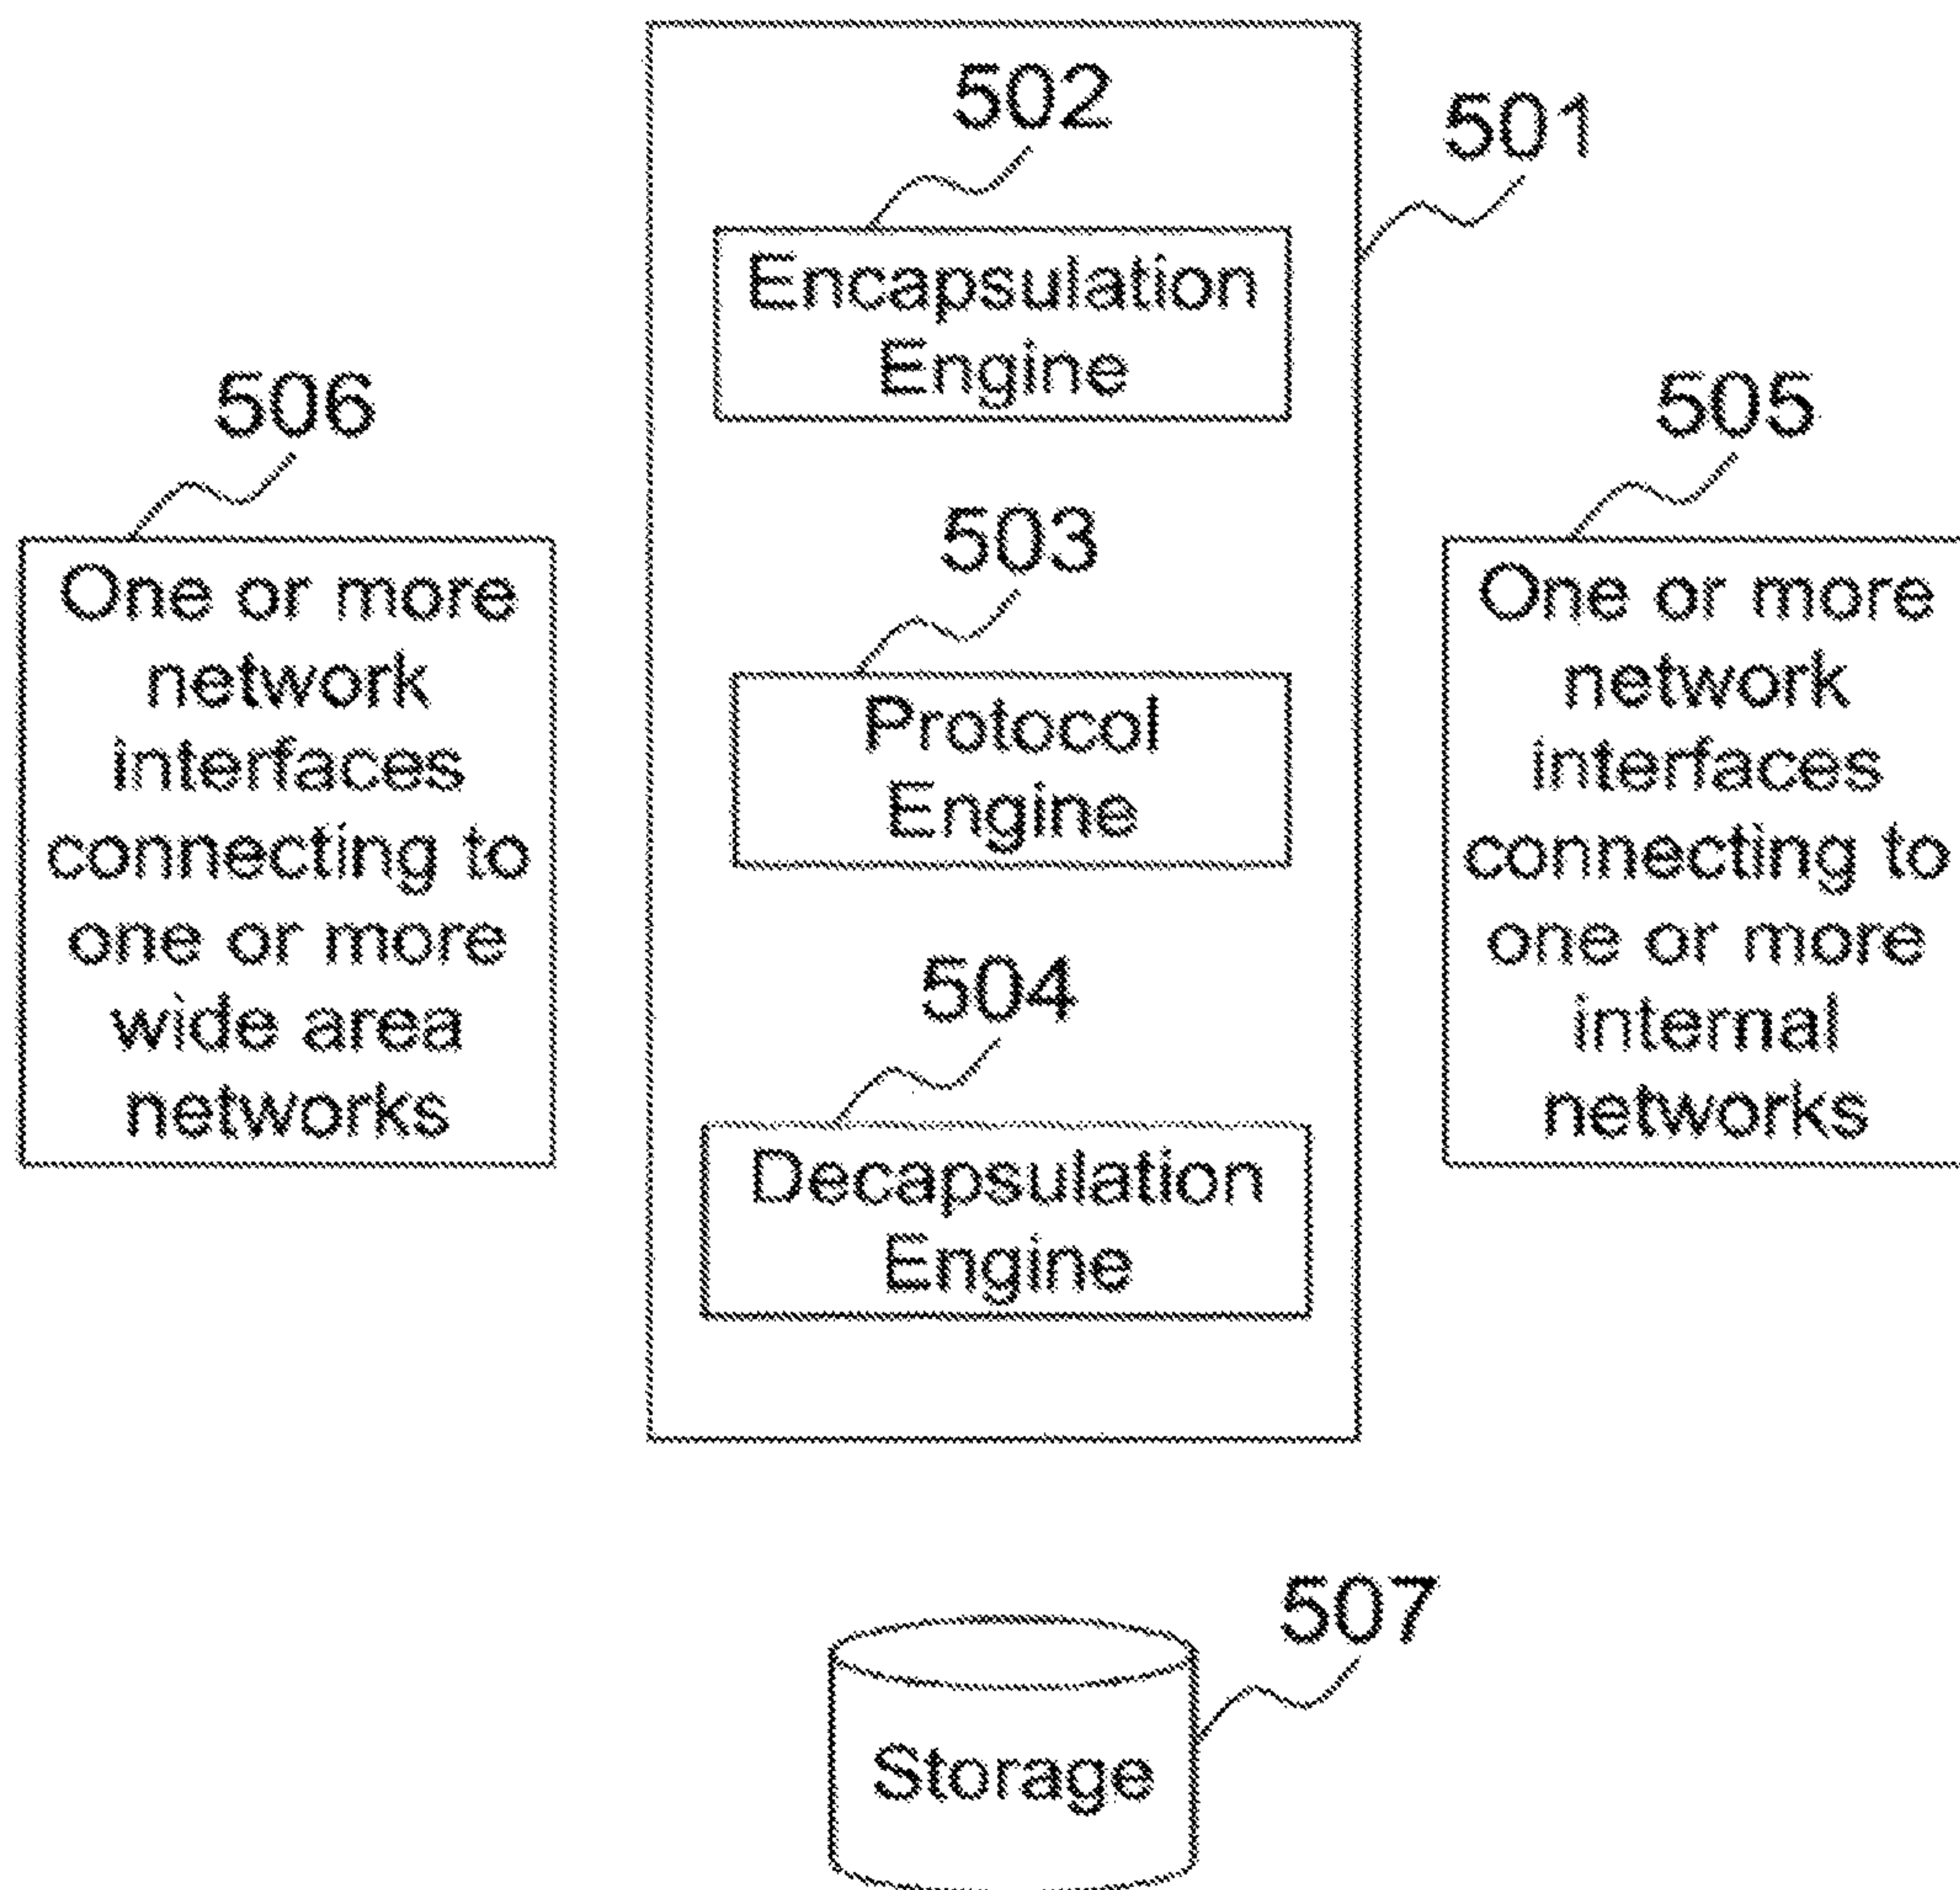 502
501
Encapsulation
Engine
506
505
One or more
network
interfaces
connecting to
one or more
wide area
networks
503
Protocol
Engine
504
Decapsulation
Engine
One or more
network
interfaces
connecting to
one or more
internal
networks
507
Storage